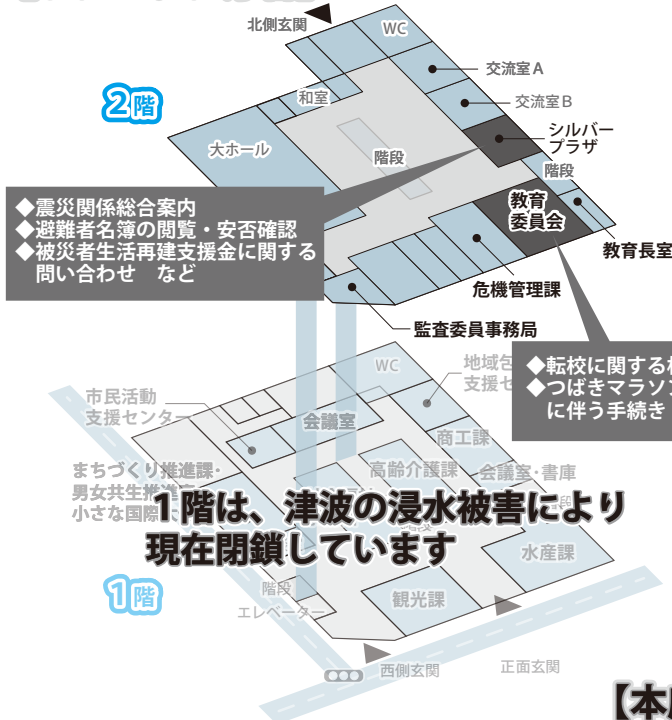 北側玄関
WC
交流室A
交流室B
シルバー
プラザ
和室
2階
大ホール
階段
階段
◆震災関係総合案内
◆避難者名簿の閲覧・安否確認
◆被災者生活再建支援金に関する
問い合わせ　など
教育
委員会
教育長室
危機管理課
監査委員事務局
◆転校に関する
◆つばきマラソ
に伴う手続き
WC
地域包
支援セ
市民活動
支援センター
会議室
商工課
高齢介護課
会議室・書庫
まちづくり推進課・
男女共生推進
小さな国際
1階は、津波の浸水被害により
現在閉鎖しています
水産課
1階
階段
エレベーター
観光課
西側玄関
正面玄関
【本